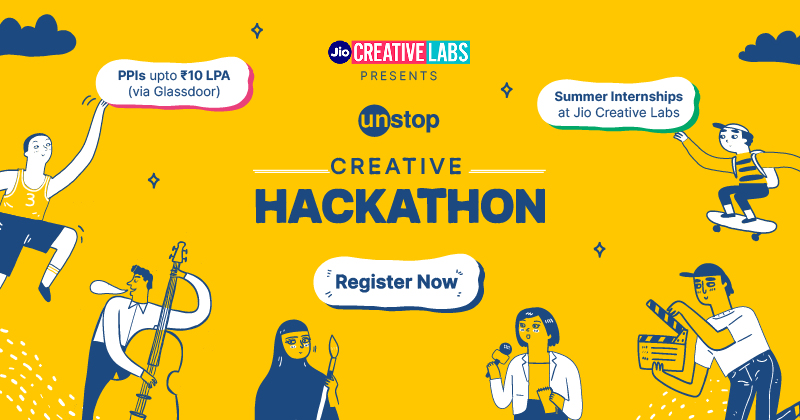 Jio CREATIVE LABS
PRESENTS
PPIs upto ₹10 LPA
(via Glassdoor)
Summer Internships
at Jio Creative Labs
unstop
CREATIVE
HACKATHON
Register Now
3